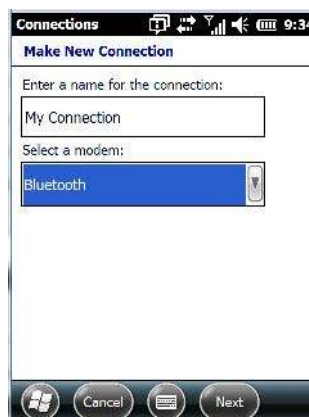 Connections 9:34
Make New Connection
Enter a name for the connection:
My Connection
Select a modem:
Bluetooth
Cancel Next